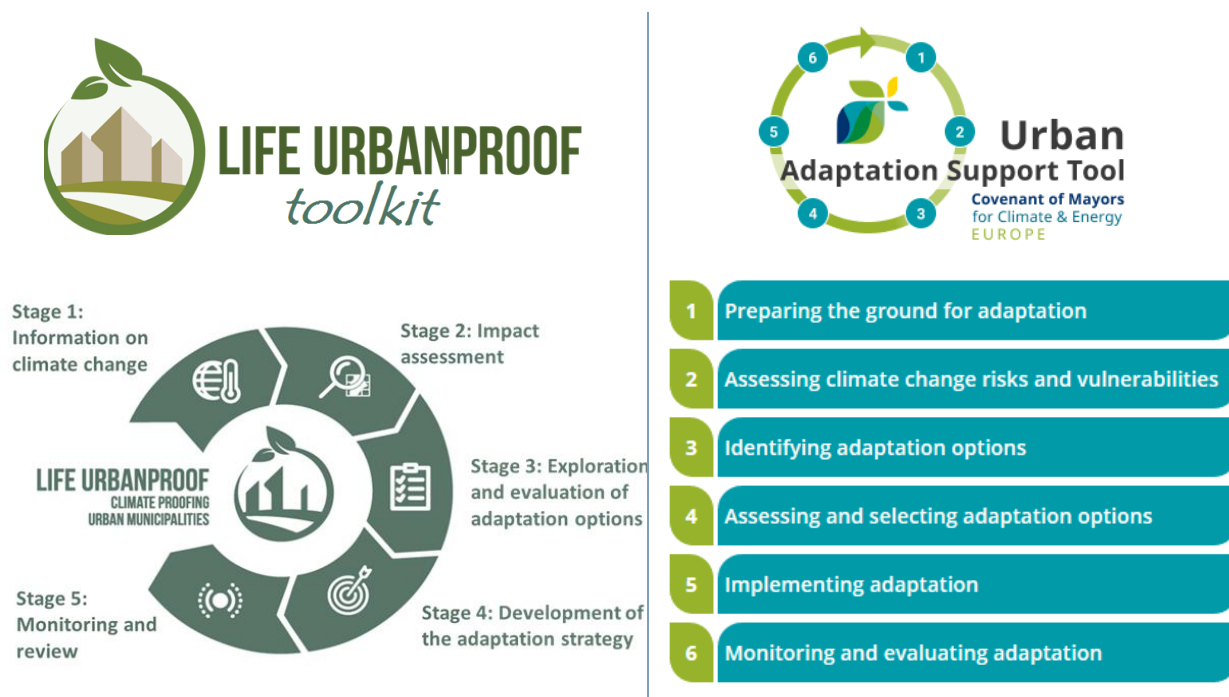 LIFE URBANPROOF
toolkit
Stage 1:
Information on
climate change
Stage 2: Impact
assessment
Stage 3: Exploration
and evaluation of
adaptation options
Stage 4: Development of
the adaptation strategy
Stage 5:
Monitoring and
review
LIFE URBANPROOF
CLIMATE PROOFING
URBAN MUNICIPALITIES
6
1
5
2
4
3
Urban
Adaptation Support Tool
Covenant of Mayors
for Climate & Energy
EUROPE
1 Preparing the ground for adaptation
2 Assessing climate change risks and vulnerabilities
3 Identifying adaptation options
4 Assessing and selecting adaptation options
5 Implementing adaptation
6 Monitoring and evaluating adaptation